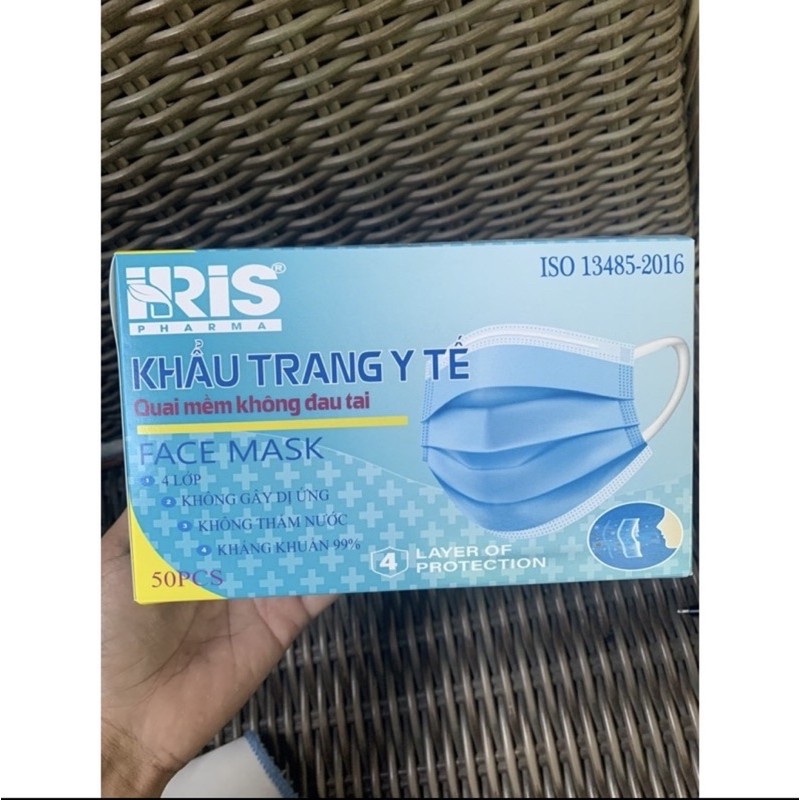 IRIS®
PHARMA
ISO 13485-2016
KHẨU TRANG Y TẾ
Quai mềm không đau tai
FACE MASK
4 LỚP
KHÔNG GÂY DỊ ỨNG
KHÔNG THẤM NƯỚC
KHÁNG KHUẨN 99%
50PCS
4 LAYER OF
PROTECTION